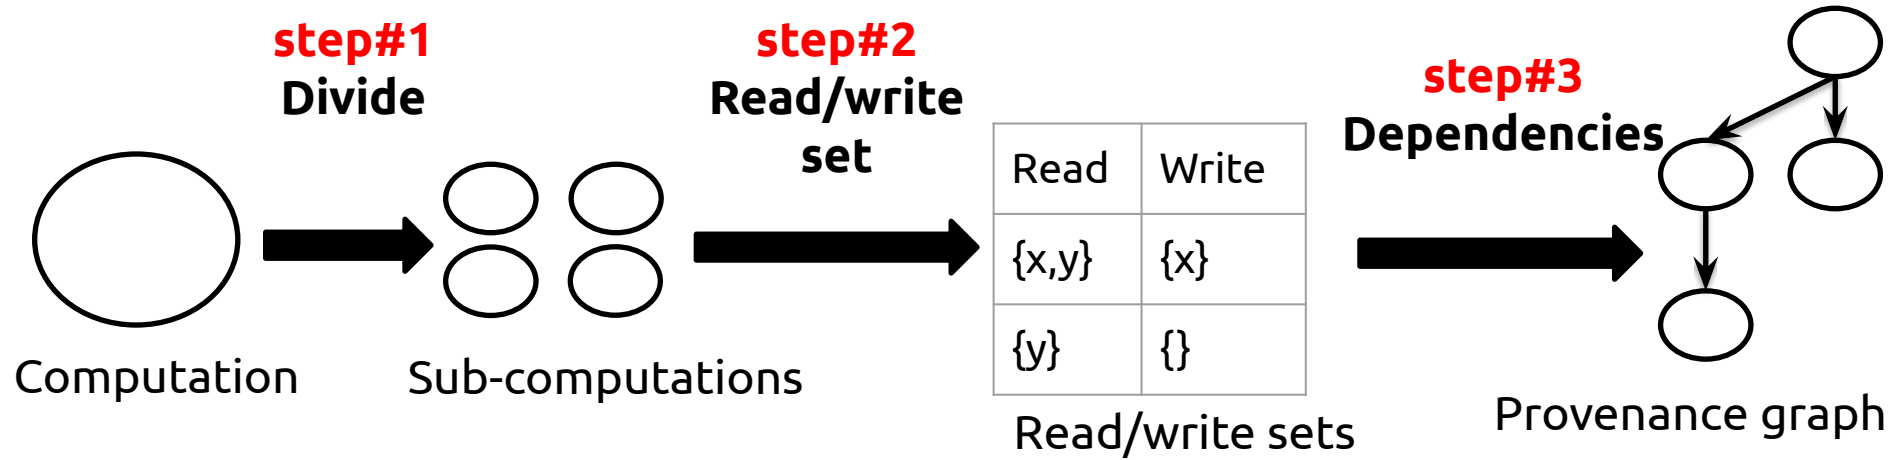 step#1
Divide
Computation
Sub-computations
step#2
Read/write
set
Read Write
{x,y} {x}
{y} {}
Read/write sets
step#3
Dependencies
Provenance graph